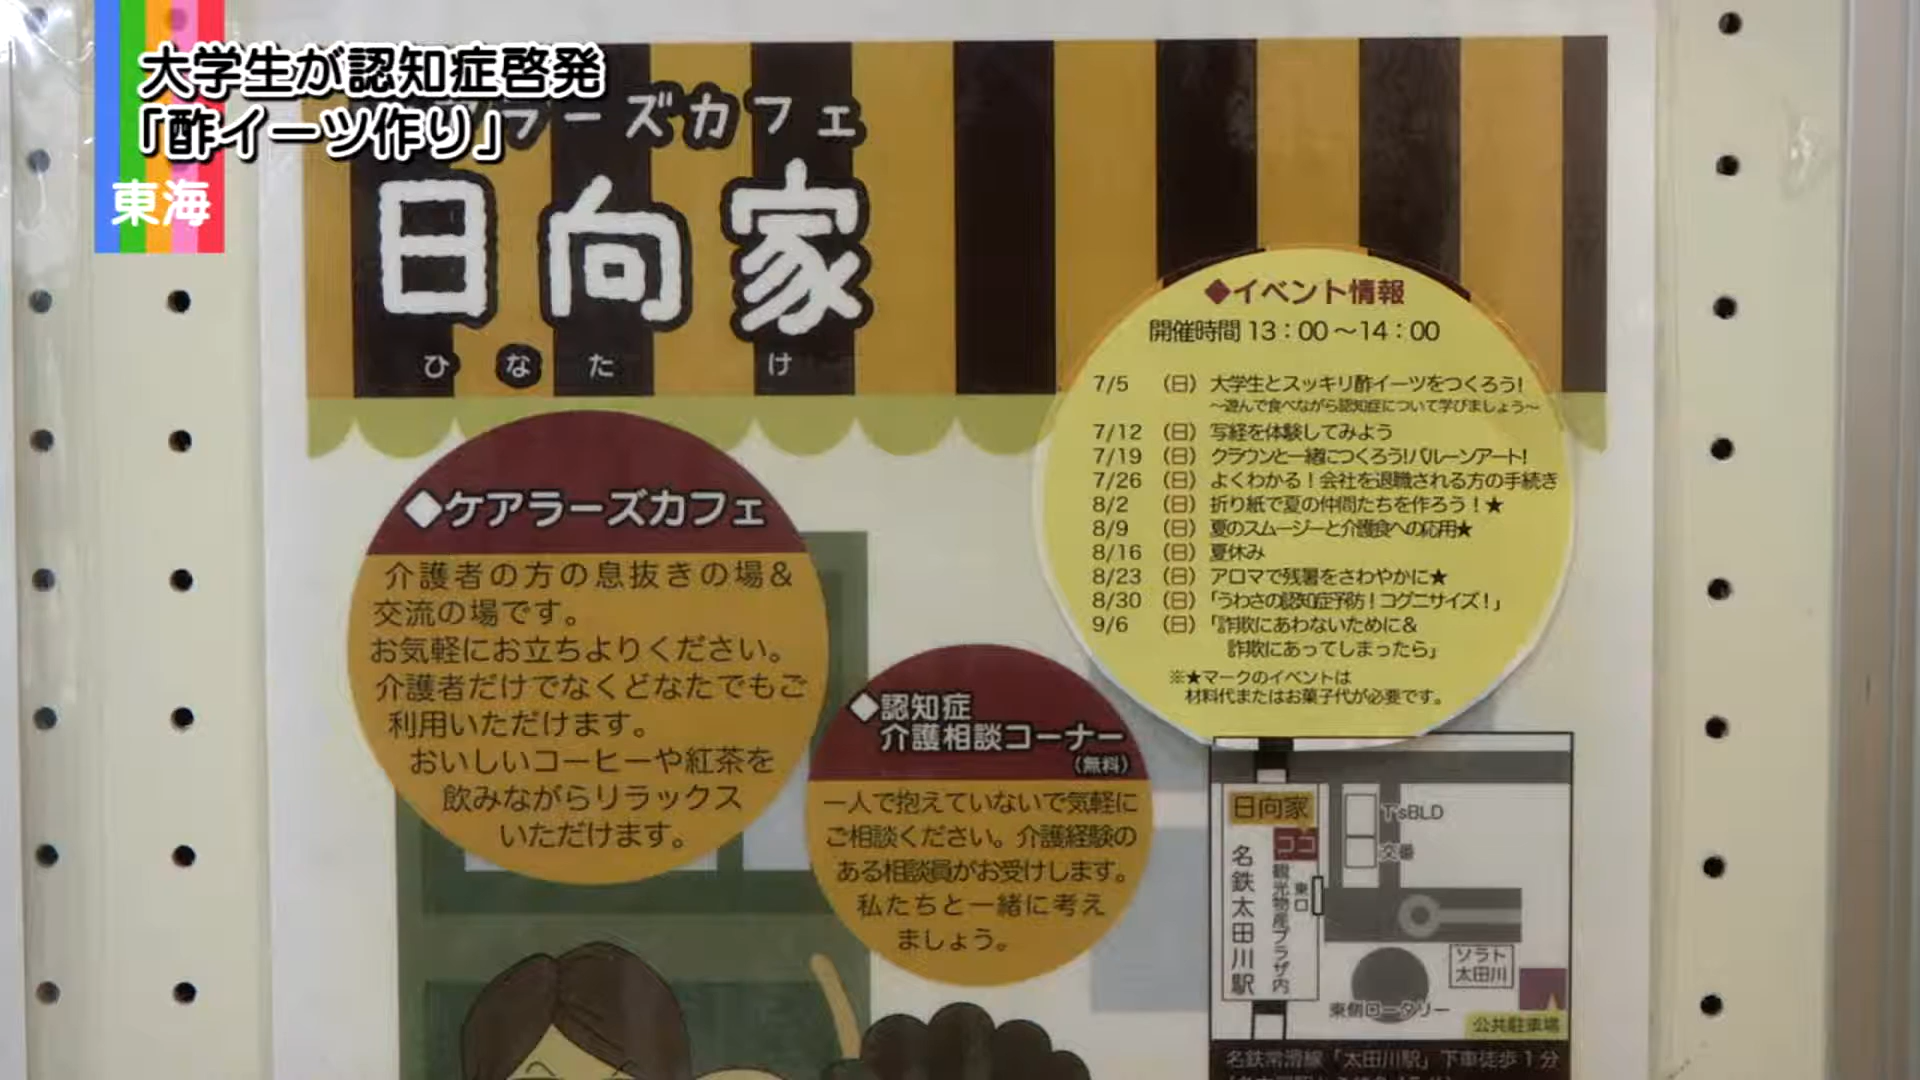 大学生が認知症啓発
「酢イーツ作り」
東海
ラーズカフェ
日向家
ひなたけ
◆イベント情報
開催時間 13：00～14：00
7/5 （日） 大学生とスッキリ酢イーツをつくろう！
～遊んで食べながら認知症について学びましょう～
7/12 （日） 写経を体験してみよう
7/19 （日） クラウンと一緒につくろう!バルーンアート!
7/26 （日） よくわかる！会社を退職される方の手続き
8/2 （日） 折り紙で夏の仲間たちを作ろう！★
8/9 （日） 夏のスムージーと介護食への応用★
8/16 （日） 夏休み
8/23 （日） アロマで残暑をさわやかに★
8/30 （日） 「うわさの認知症予防！コグニサイズ！」
9/6 （日） 「詐欺にあわないために＆
詐欺にあってしまったら」
※★マークのイベントは
材料代またはお菓子代が必要です。
◆ケアラーズカフェ
介護者の方の息抜きの場＆
交流の場です。
お気軽にお立ちよりください。
介護者だけでなくどなたでもご
利用いただけます。
おいしいコーヒーや紅茶を
飲みながらリラックス
いただけます。
◆認知症
介護相談コーナー
（無料）
一人で抱えていないで気軽に
ご相談ください。介護経験の
ある相談員がお受けします。
私たちと一緒に考え
ましょう。
日向家
ココ
T'sBLD
交番
名鉄太田川駅
観光物産プラザ内
東口
ソラト
太田川
東側ロータリー
公共駐車場
名鉄常滑線「太田川駅」下車徒歩1分